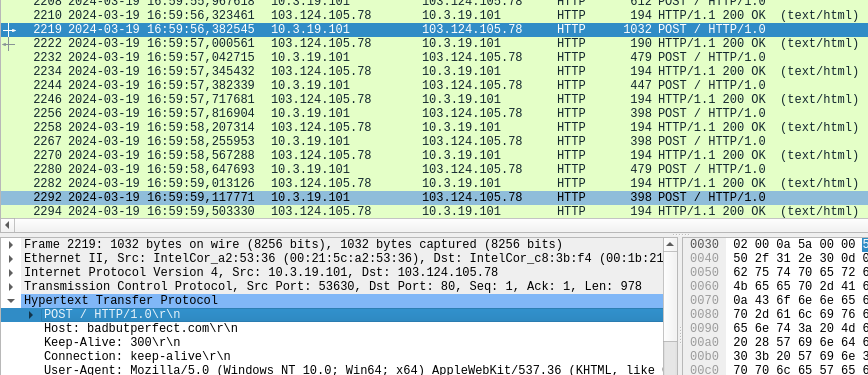 2208 2024-03-19 16:59:55,967618 10.3.19.101 103.124.105.78 HTTP 612 POST / HTTP/1.0
2210 2024-03-19 16:59:56,323461 103.124.105.78 10.3.19.101 HTTP 194 HTTP/1.1 200 OK (text/html)
2219 2024-03-19 16:59:56,382545 10.3.19.101 103.124.105.78 HTTP 1032 POST / HTTP/1.0
2222 2024-03-19 16:59:57,000561 103.124.105.78 10.3.19.101 HTTP 190 HTTP/1.1 200 OK (text/html)
2232 2024-03-19 16:59:57,042715 10.3.19.101 103.124.105.78 HTTP 479 POST / HTTP/1.0
2234 2024-03-19 16:59:57,345432 103.124.105.78 10.3.19.101 HTTP 194 HTTP/1.1 200 OK (text/html)
2244 2024-03-19 16:59:57,382339 10.3.19.101 103.124.105.78 HTTP 447 POST / HTTP/1.0
2246 2024-03-19 16:59:57,717681 103.124.105.78 10.3.19.101 HTTP 194 HTTP/1.1 200 OK (text/html)
2256 2024-03-19 16:59:57,816904 10.3.19.101 103.124.105.78 HTTP 398 POST / HTTP/1.0
2258 2024-03-19 16:59:58,207314 103.124.105.78 10.3.19.101 HTTP 194 HTTP/1.1 200 OK (text/html)
2267 2024-03-19 16:59:58,255953 10.3.19.101 103.124.105.78 HTTP 398 POST / HTTP/1.0
2270 2024-03-19 16:59:58,567288 103.124.105.78 10.3.19.101 HTTP 194 HTTP/1.1 200 OK (text/html)
2280 2024-03-19 16:59:58,647693 10.3.19.101 103.124.105.78 HTTP 479 POST / HTTP/1.0
2282 2024-03-19 16:59:59,013126 103.124.105.78 10.3.19.101 HTTP 194 HTTP/1.1 200 OK (text/html)
2292 2024-03-19 16:59:59,117771 10.3.19.101 103.124.105.78 HTTP 398 POST / HTTP/1.0
2294 2024-03-19 16:59:59,503330 103.124.105.78 10.3.19.101 HTTP 194 HTTP/1.1 200 OK (text/html)
Frame 2219: 1032 bytes on wire (8256 bits), 1032 bytes captured (8256 bits)
Ethernet II, Src: IntelCor_a2:53:36 (00:21:5c:a2:53:36), Dst: IntelCor_c8:3b:f4 (00:1b:21
Internet Protocol Version 4, Src: 10.3.19.101, Dst: 103.124.105.78
Transmission Control Protocol, Src Port: 53630, Dst Port: 80, Seq: 1, Ack: 1, Len: 978
Hypertext Transfer Protocol
POST / HTTP/1.0\r\n
Host: badbutperfect.com\r\n
Keep-Alive: 300\r\n
Connection: keep-alive\r\n
User-Agent: Mozilla/5.0 (Windows NT 10.0; Win64; x64) AppleWebKit/537.36 (KHTML, like
0030 02 00 0a 5a 00 00 5
0040 50 2f 31 2e 30 0d 0
0050 62 75 74 70 65 72 6
0060 4b 65 65 70 2d 41 6
0070 0a 43 6f 6e 6e 65 6
0080 70 2d 61 6c 69 76 6
0090 65 6e 74 3a 20 4d 6
00a0 20 28 57 69 6e 64 6
00b0 30 3b 20 57 69 6e 3
00c0 70 70 6c 65 57 65 6